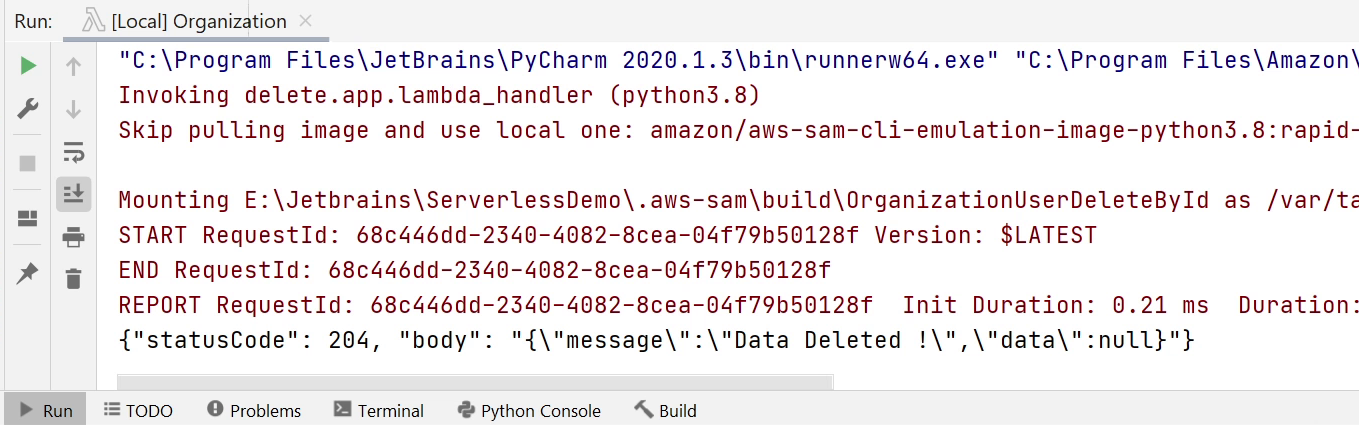 Run: [Local] Organization
"C:\Program Files\JetBrains\PyCharm 2020.1.3\bin\runnerw64.exe" "C:\Program Files\Amazon\
Invoking delete.app.lambda_handler (python3.8)
Skip pulling image and use local one: amazon/aws-sam-cli-emulation-image-python3.8:rapid-
Mounting E:\Jetbrains\ServerlessDemo\.aws-sam\build\OrganizationUserDeleteById as /var/ta
START RequestId: 68c446dd-2340-4082-8cea-04f79b50128f Version: $LATEST
END RequestId: 68c446dd-2340-4082-8cea-04f79b50128f
REPORT RequestId: 68c446dd-2340-4082-8cea-04f79b50128f  Init Duration: 0.21 ms  Duration:
{"statusCode": 204, "body": "{\"message\":\"Data Deleted !\",\"data\":null}"}
Run TODO Problems Terminal Python Console Build